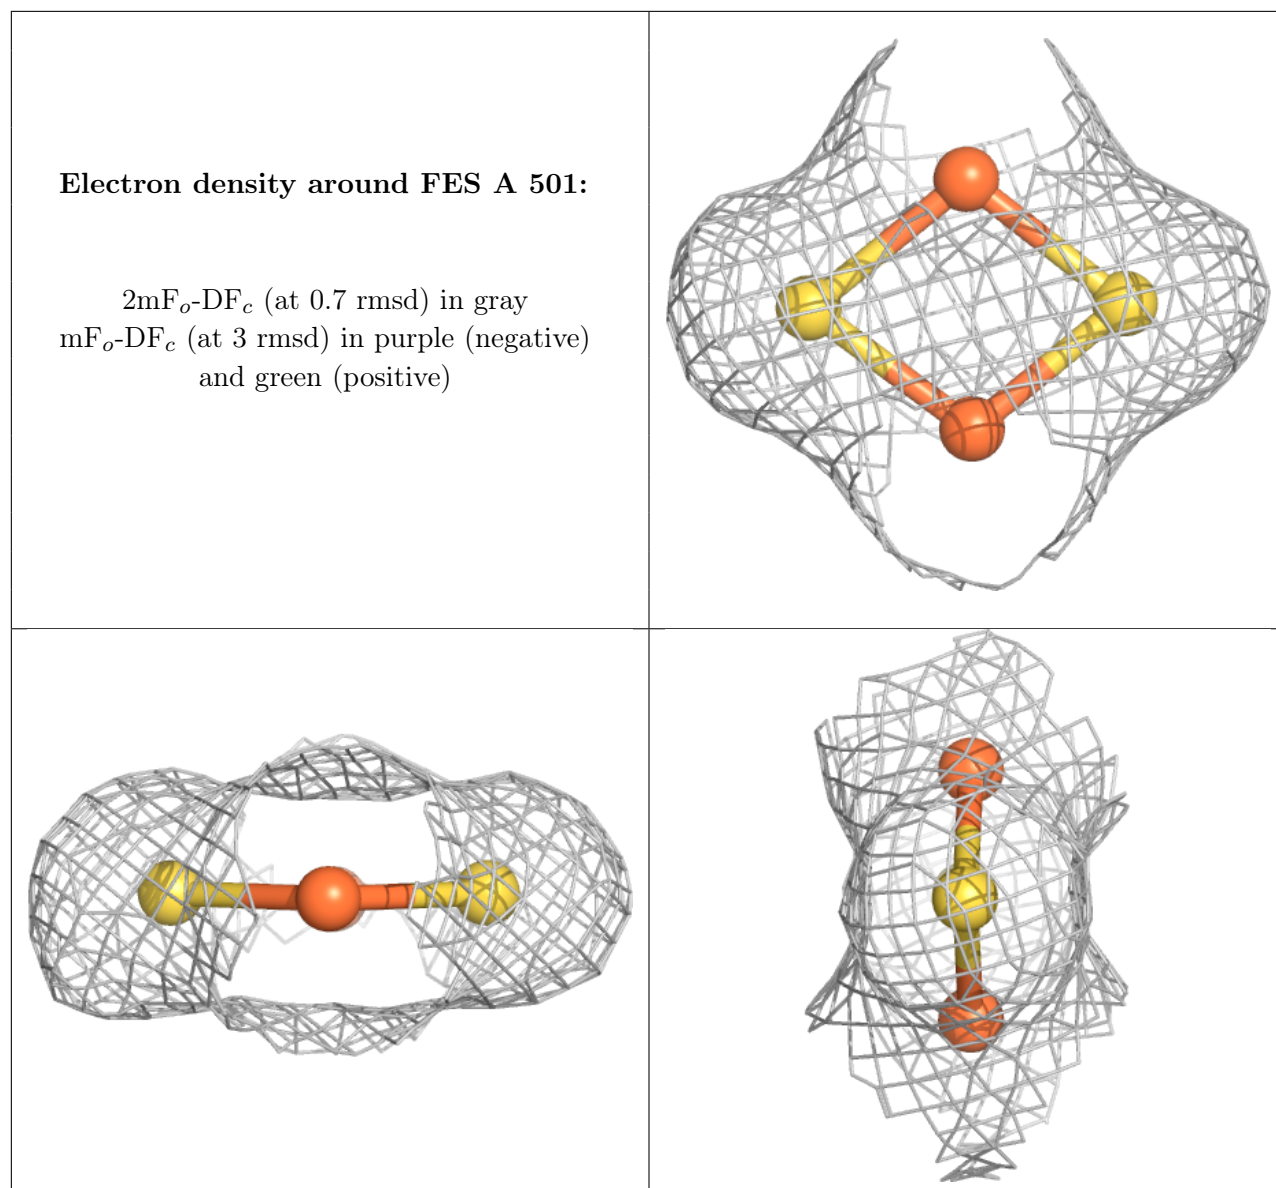 Electron density around FES A 501:
2mFo-DFc (at 0.7 rmsd) in gray
mFo-DFc (at 3 rmsd) in purple (negative)
and green (positive)